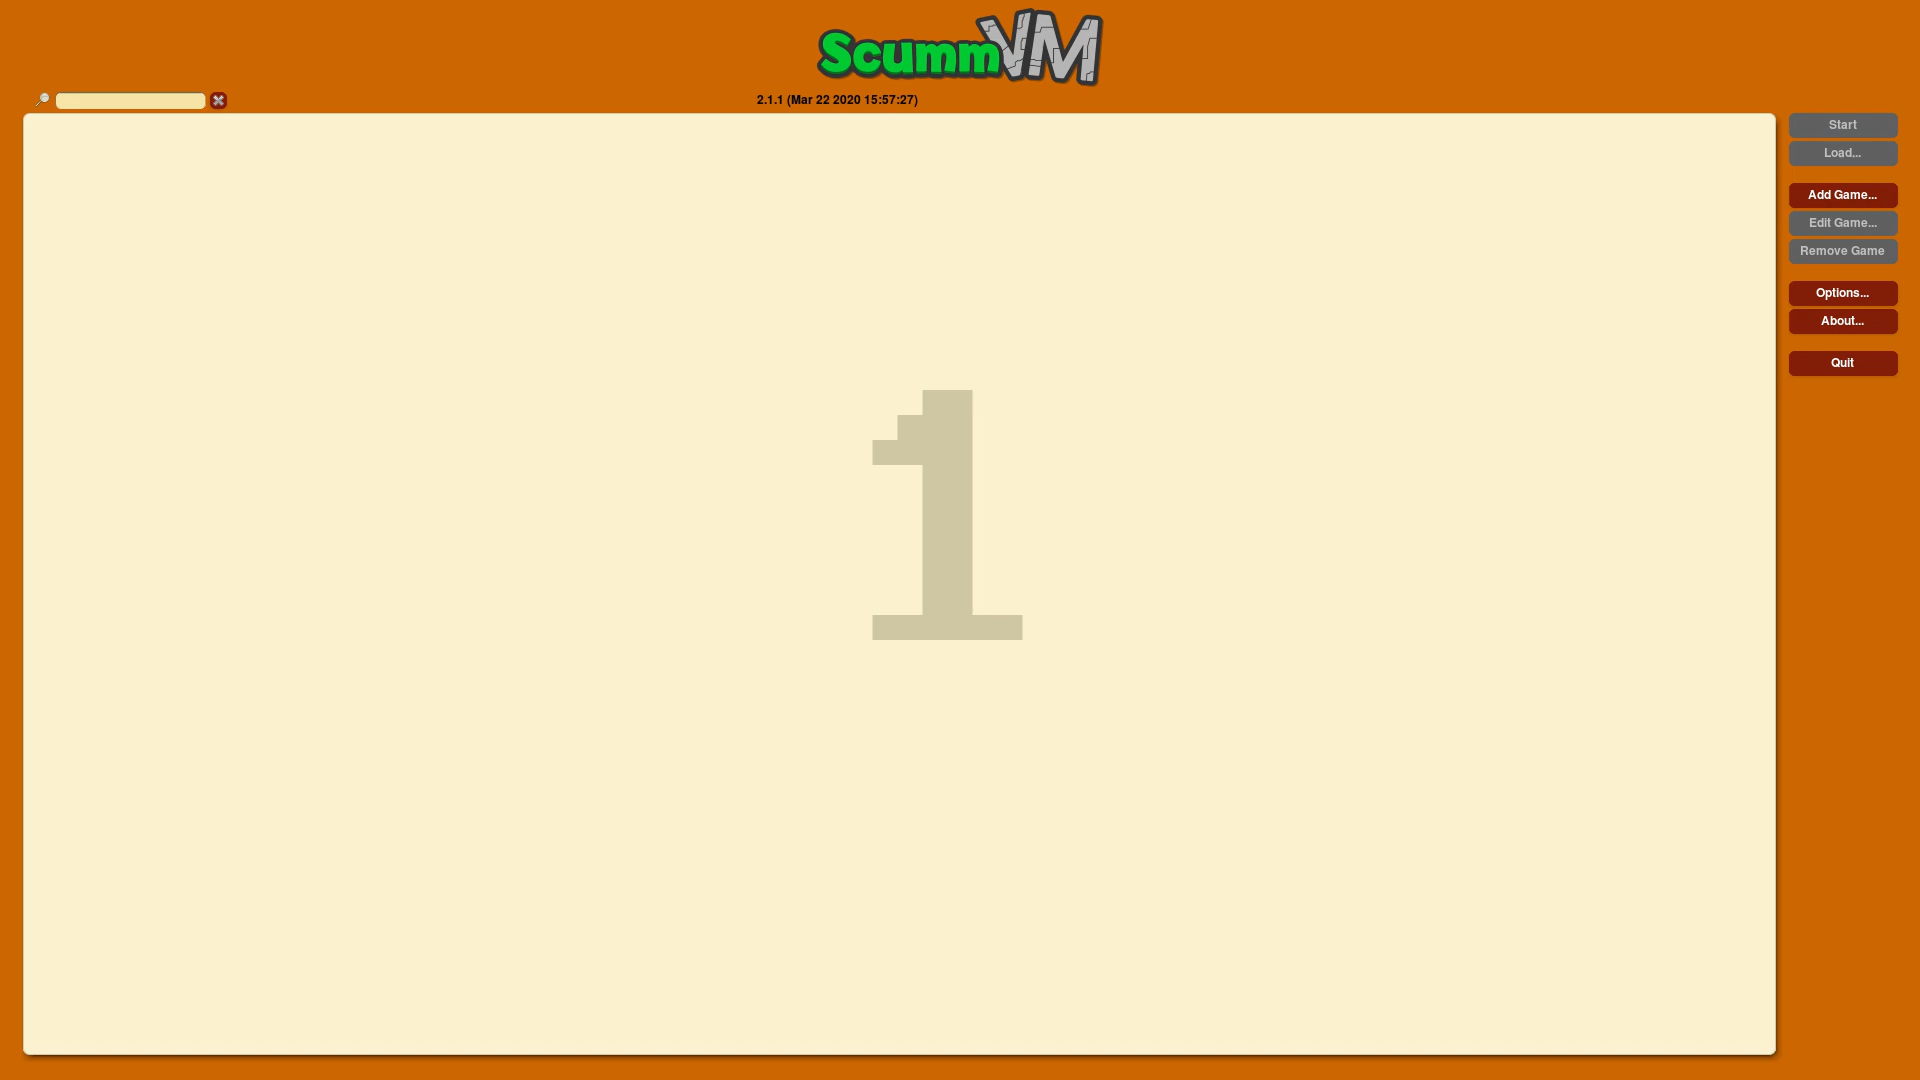 ScummVM
2.1.1 (Mar 22 2020 15:57:27)
Start
Load...
Add Game...
Edit Game...
Remove Game
Options...
About...
Quit
1